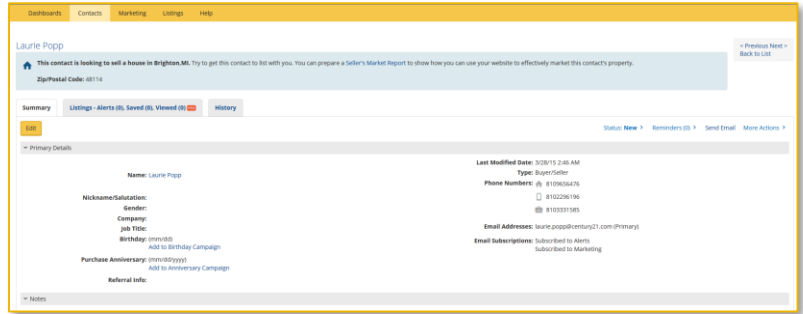 Dashboards Contacts Marketing Listings Help
Laurie Popp
< Previous Next >
Back to List
This contact is looking to sell a house in Brighton,MI. Try to get this contact to list with you. You can prepare a Seller's Market Report to show how you can use your website to effectively market this contact's property.
Zip/Postal Code: 48114
Summary Listings - Alerts (0), Saved (0), Viewed (0) History
Edit Status: New > Reminders (0) > Send Email More Actions >
Primary Details
Last Modified Date: 3/28/15 2:46 AM
Name: Laurie Popp
Type: Buyer/Seller
Phone Numbers: 8109656476
Nickname/Salutation:
8102296196
Gender:
8103331585
Company:
Job Title:
Email Addresses: laurie.popp@century21.com (Primary)
Birthday: (mm/dd)
Add to Birthday Campaign
Email Subscriptions: Subscribed to Alerts
Subscribed to Marketing
Purchase Anniversary: (mm/dd/yyyy)
Add to Anniversary Campaign
Referral Info:
Notes